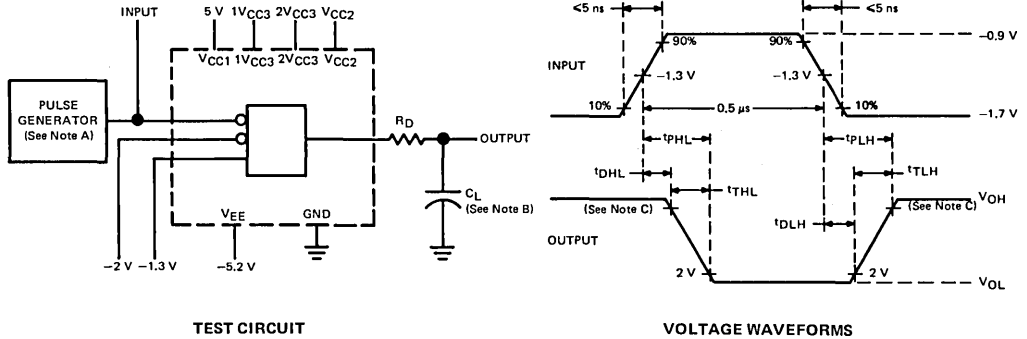 INPUT
5 V 1VCC3 2VCC3 VCC2
VCC1 1VCC3 2VCC3 VCC2
PULSE
GENERATOR
(See Note A)
RD
OUTPUT
CL
(See Note B)
VEE
GND
−2 V −1.3 V
−5.2 V
TEST CIRCUIT
≤5 ns
≤5 ns
90%
90%
−0.9 V
INPUT
−1.3 V
−1.3 V
10%
0.5 µs
10%
−1.7 V
tPHL
tPLH
tDHL
tTLH
tTHL
VOH
(See Note C)
(See Note C)
tDLH
OUTPUT
2 V
2 V
VOL
VOLTAGE WAVEFORMS